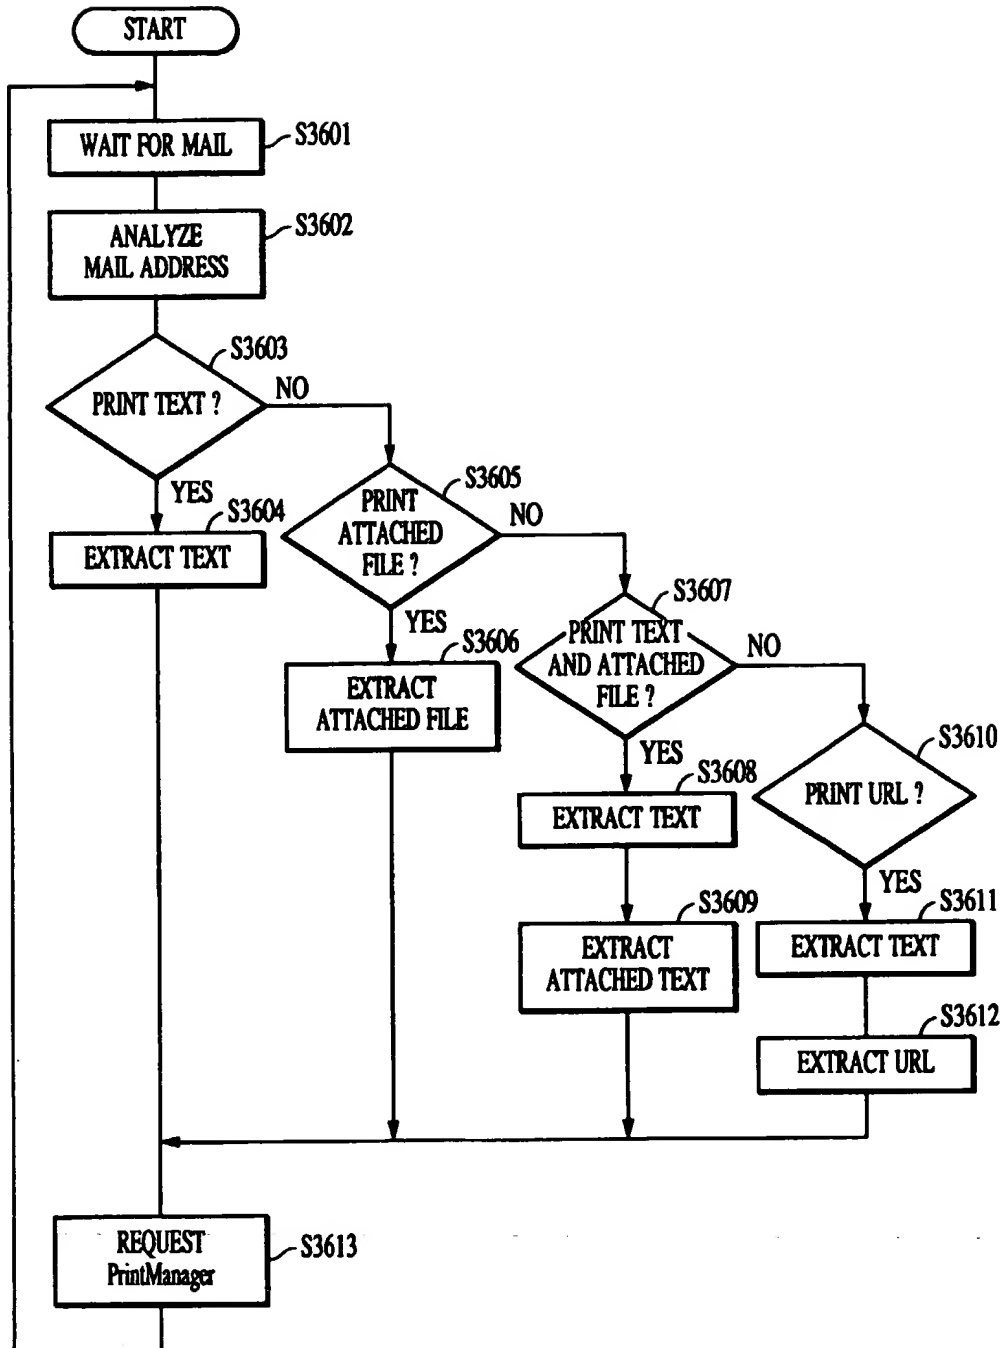 START
WAIT FOR MAIL
S3601
ANALYZE
MAIL ADDRESS
S3602
PRINT TEXT ?
S3603
NO
YES
EXTRACT TEXT
S3604
PRINT
ATTACHED
FILE ?
S3605
NO
YES
EXTRACT
ATTACHED FILE
S3606
PRINT TEXT
AND ATTACHED
FILE ?
S3607
NO
YES
EXTRACT TEXT
S3608
EXTRACT
ATTACHED TEXT
S3609
PRINT URL ?
S3610
YES
EXTRACT TEXT
S3611
EXTRACT URL
S3612
REQUEST
PrintManager
S3613